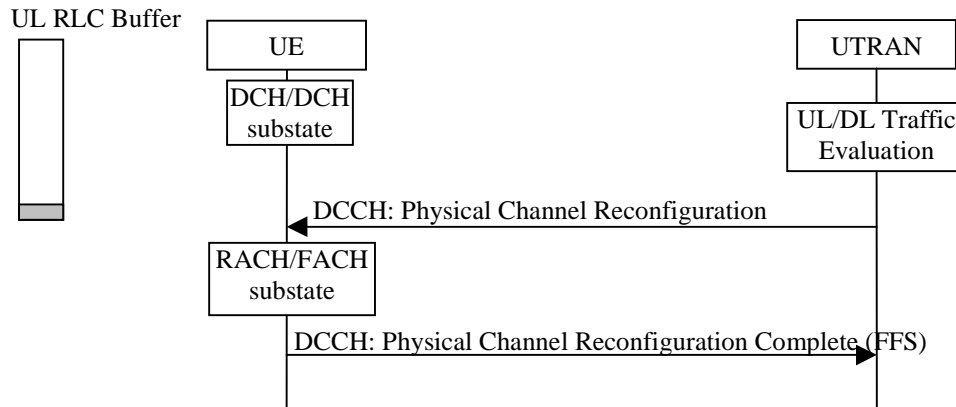 UL RLC Buffer
UE
UTRAN
DCH/DCH
substate
UL/DL Traffic
Evaluation
DCCH: Physical Channel Reconfiguration
RACH/FACH
substate
DCCH: Physical Channel Reconfiguration Complete (FFS)